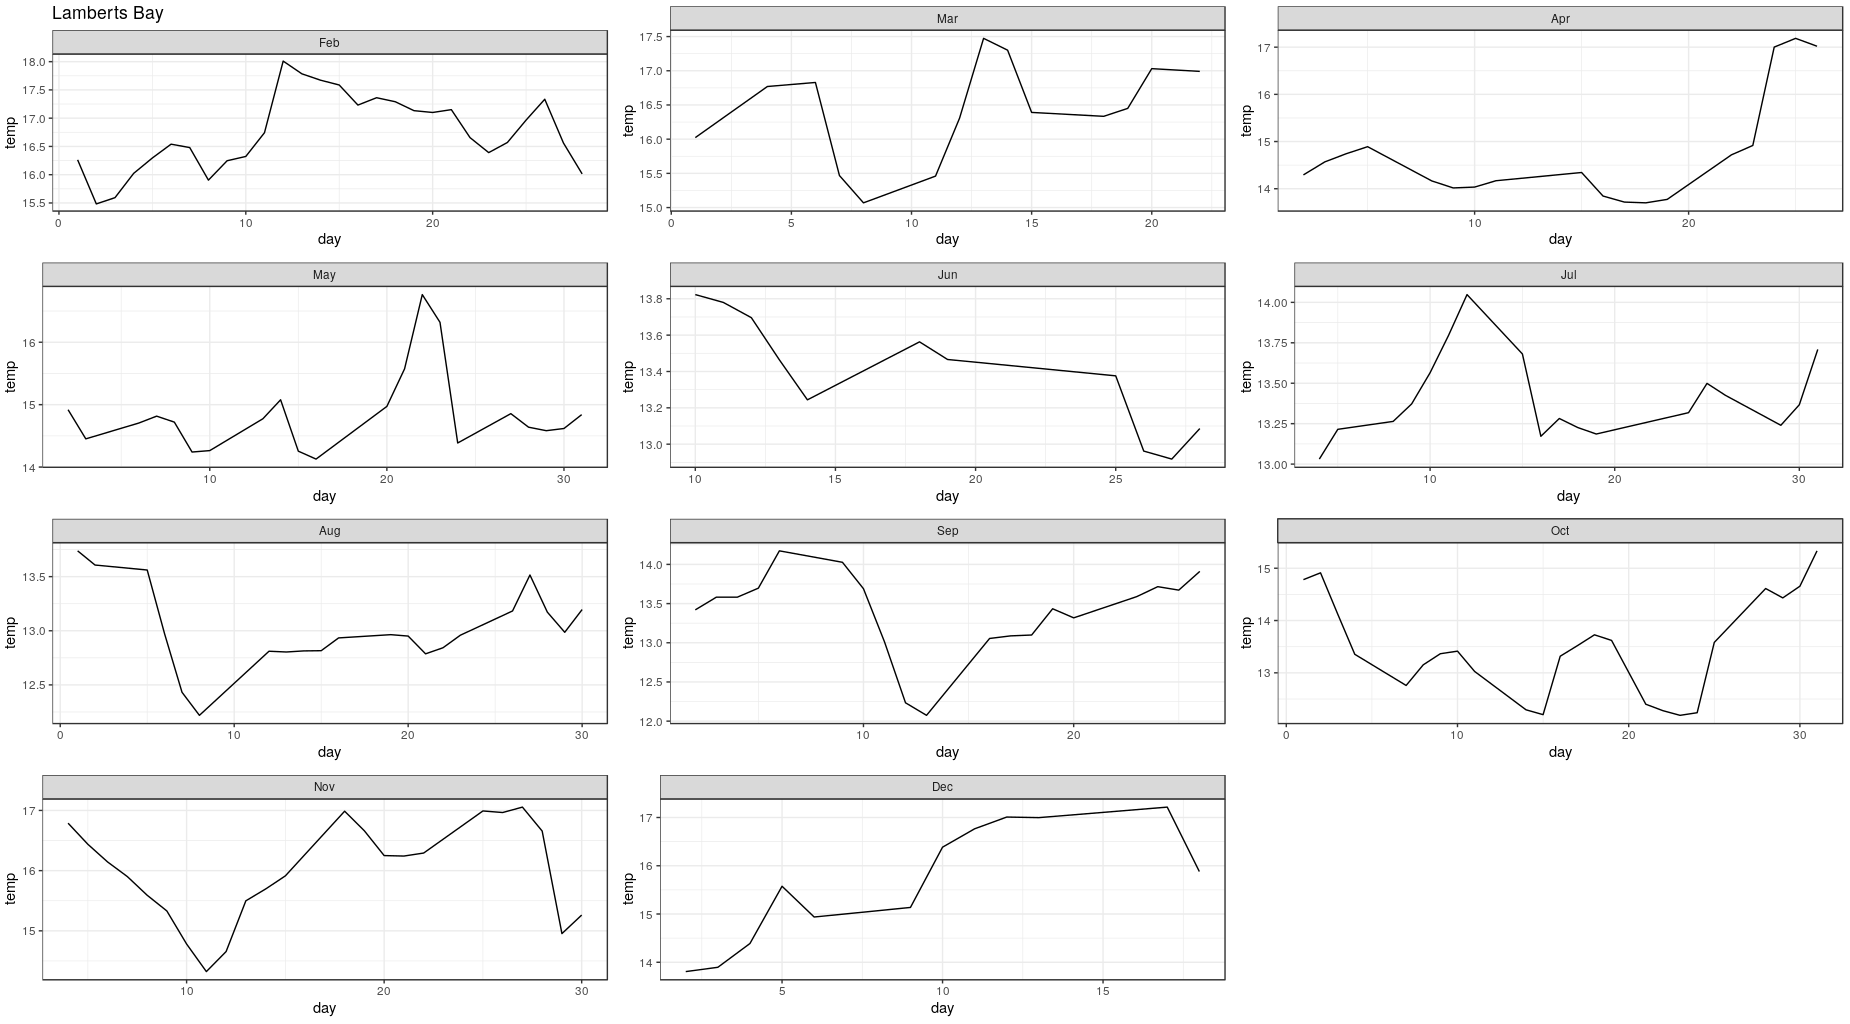 Lamberts Bay
Feb
temp
18.0
17.5
17.0
16.5
16.0
15.5
0 10 20
day
Mar
temp
17.5
17.0
16.5
16.0
15.5
15.0
0 5 10 15 20
day
Apr
temp
17
16
15
14
10 20
day
May
temp
16
15
14
10 20 30
day
Jun
temp
13.8
13.6
13.4
13.2
13.0
10 15 20 25
day
Jul
temp
14.00
13.75
13.50
13.25
13.00
10 20 30
day
Aug
temp
13.5
13.0
12.5
0 10 20 30
day
Sep
temp
14.0
13.5
13.0
12.5
12.0
10 20
day
Oct
temp
15
14
13
0 10 20 30
day
Nov
temp
17
16
15
10 20 30
day
Dec
temp
17
16
15
14
5 10 15
day